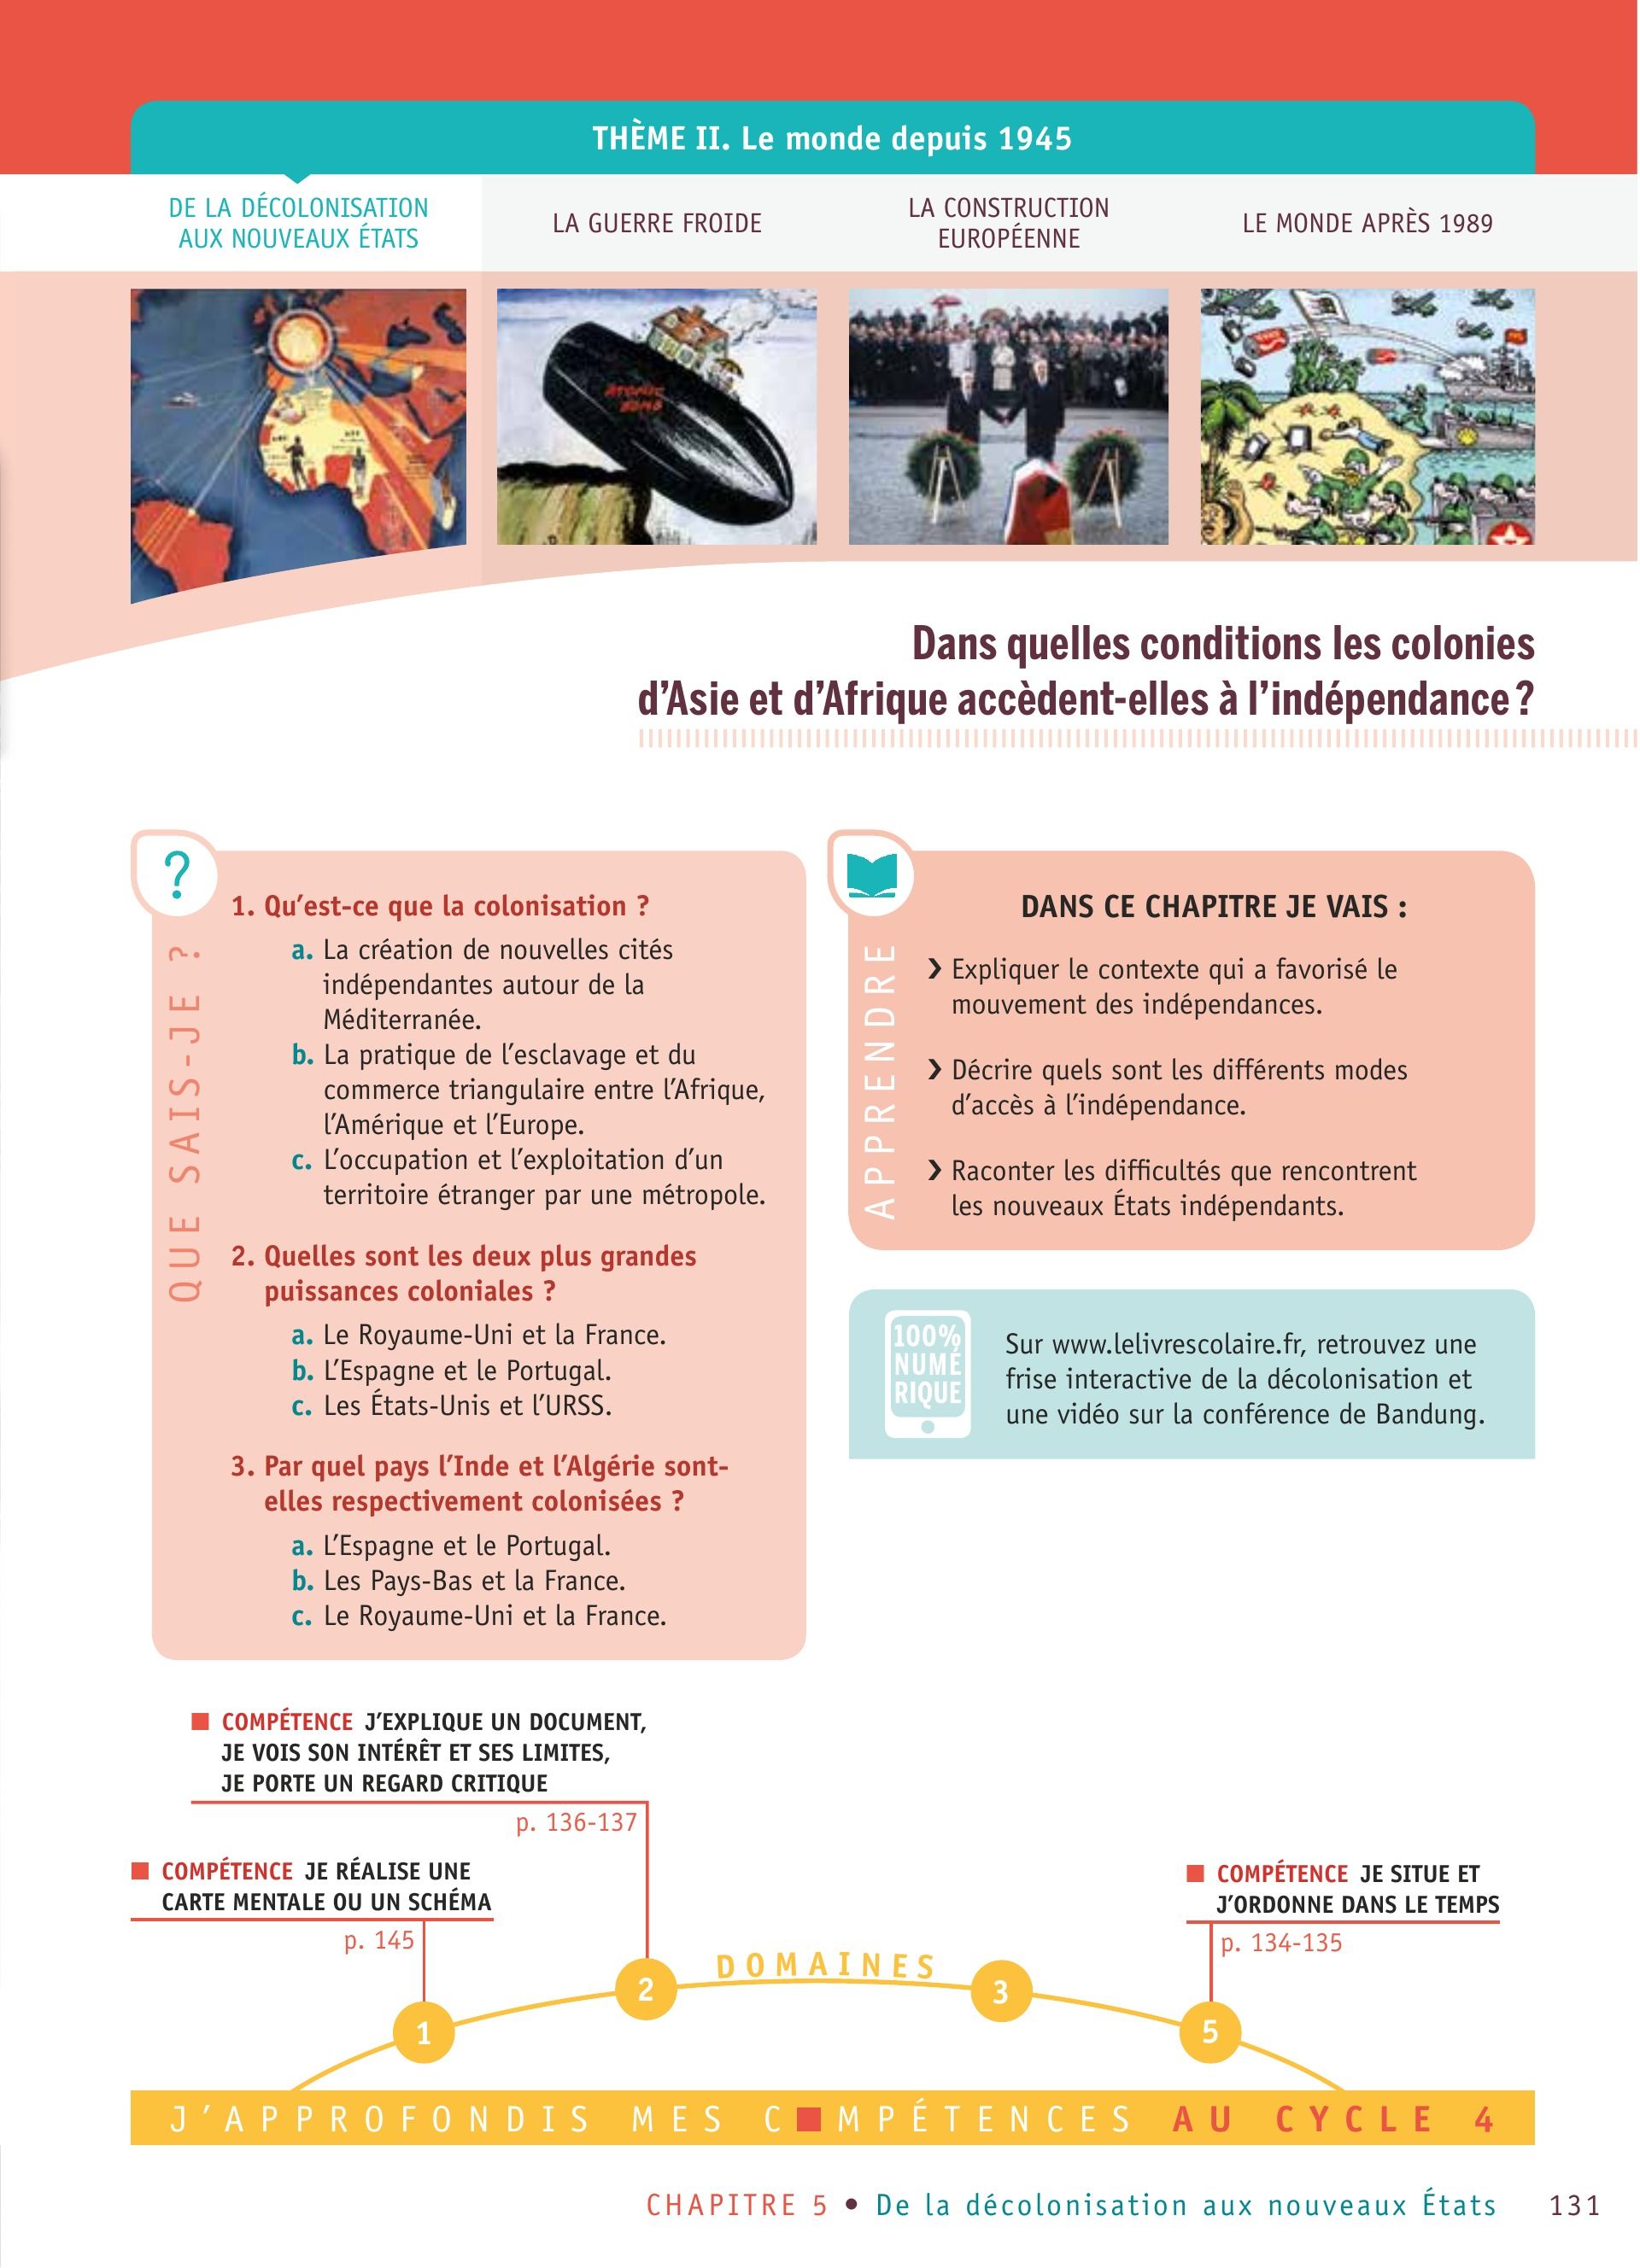 THÈME II. Le monde depuis 1945
DE LA DÉCOLONISATION
AUX NOUVEAUX ÉTATS
LA GUERRE FROIDE
LA CONSTRUCTION
EUROPÉENNE
LE MONDE APRÈS 1989
ATOMIC
BOMB
Dans quelles conditions les colonies
d’Asie et d’Afrique accèdent-elles à l’indépendance ?
?
QUE SAIS-JE ?
1. Qu’est-ce que la colonisation ?
a. La création de nouvelles cités
indépendantes autour de la
Méditerranée.
b. La pratique de l’esclavage et du
commerce triangulaire entre l’Afrique,
l’Amérique et l’Europe.
c. L’occupation et l’exploitation d’un
territoire étranger par une métropole.
2. Quelles sont les deux plus grandes
puissances coloniales ?
a. Le Royaume-Uni et la France.
b. L’Espagne et le Portugal.
c. Les États-Unis et l’URSS.
3. Par quel pays l’Inde et l’Algérie sont-
elles respectivement colonisées ?
a. L’Espagne et le Portugal.
b. Les Pays-Bas et la France.
c. Le Royaume-Uni et la France.
APPRENDRE
DANS CE CHAPITRE JE VAIS :
❯ Expliquer le contexte qui a favorisé le
mouvement des indépendances.
❯ Décrire quels sont les différents modes
d’accès à l’indépendance.
❯ Raconter les difficultés que rencontrent
les nouveaux États indépendants.
100%
NUMÉ
RIQUE
Sur www.lelivrescolaire.fr, retrouvez une
frise interactive de la décolonisation et
une vidéo sur la conférence de Bandung.
COMPÉTENCE J’EXPLIQUE UN DOCUMENT,
JE VOIS SON INTÉRÊT ET SES LIMITES,
JE PORTE UN REGARD CRITIQUE
p. 136-137
COMPÉTENCE JE RÉALISE UNE
CARTE MENTALE OU UN SCHÉMA
p. 145
COMPÉTENCE JE SITUE ET
J’ORDONNE DANS LE TEMPS
p. 134-135
DOMAINES
1
2
3
5
J’APPROFONDIS MES C■MPÉTENCES AU CYCLE 4
CHAPITRE 5 • De la décolonisation aux nouveaux États 131